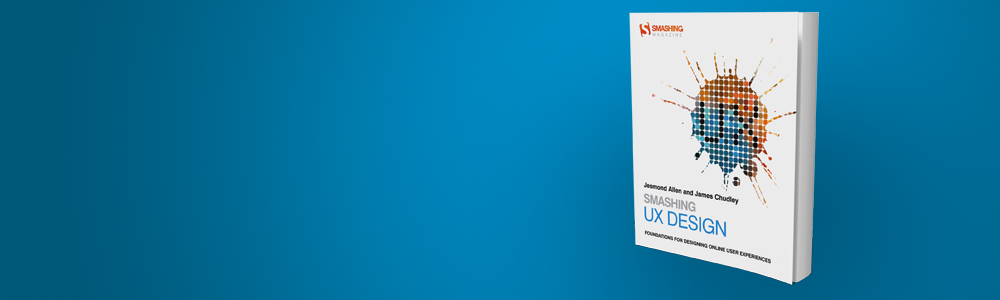 SMASHING
MAGAZINE
UX
Jesmond Allen and James Chudley
SMASHING
UX DESIGN
FOUNDATIONS FOR DESIGNING ONLINE USER EXPERIENCES